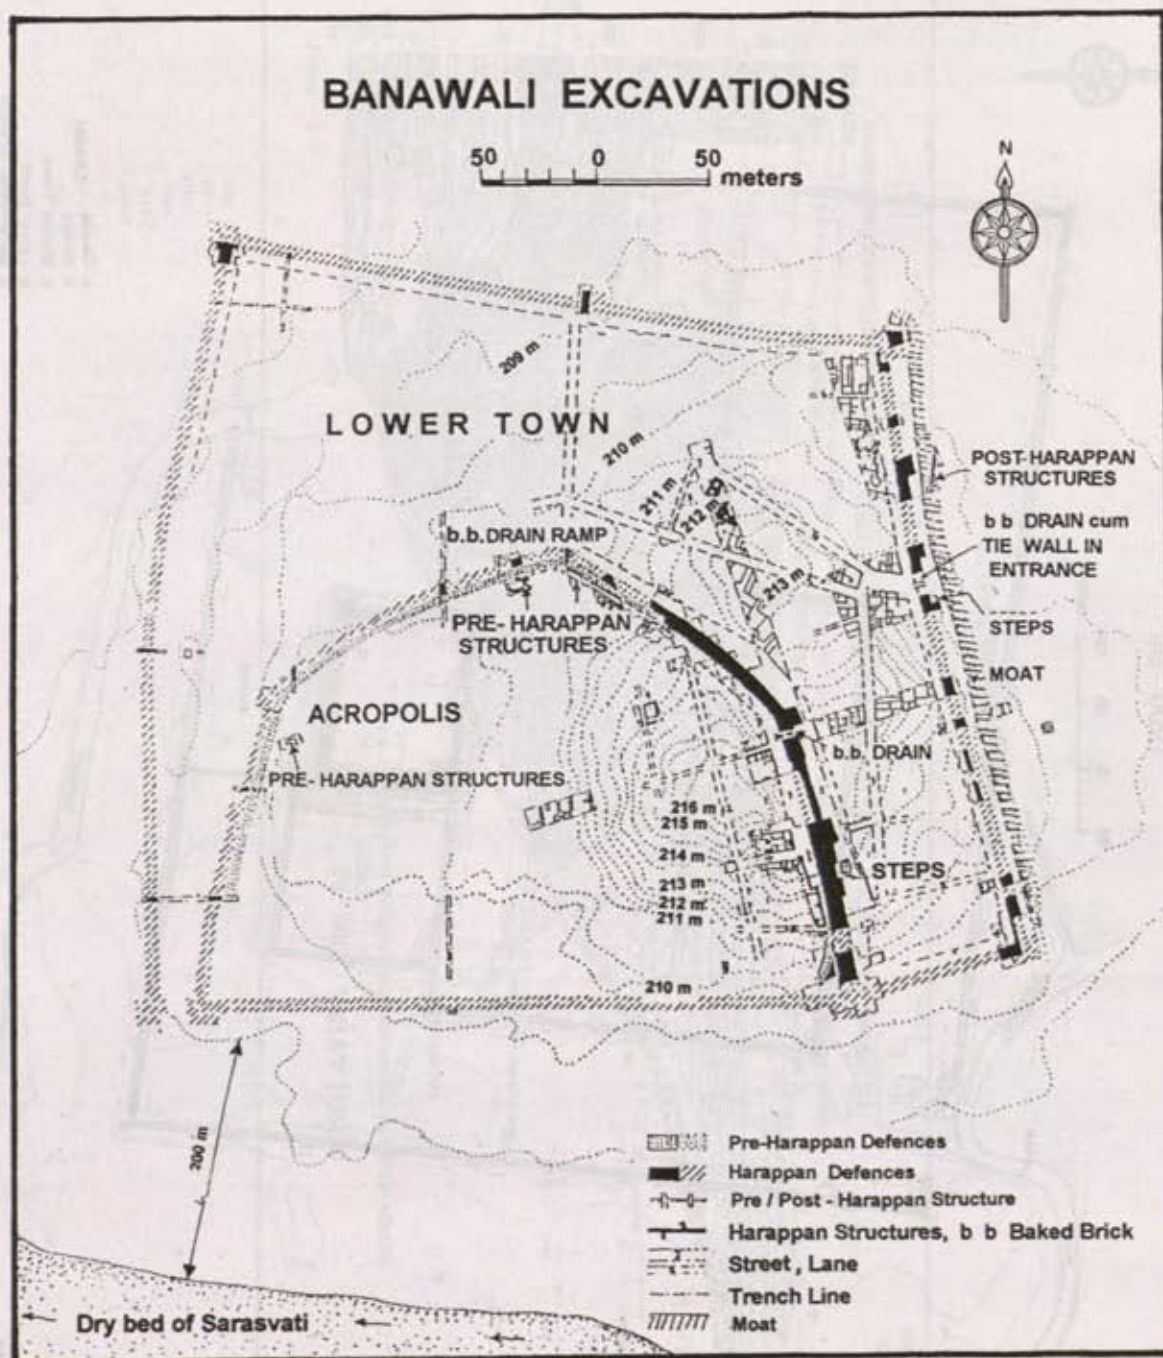 BANAWALI EXCAVATIONS
50 0 50
meters
N
209 m
LOWER TOWN
210 m
211 m
212 m
213 m
POST-HARAPPAN
STRUCTURES
b b DRAIN cum
TIE WALL IN
ENTRANCE
STEPS
MOAT
b.b. DRAIN RAMP
PRE-HARAPPAN
STRUCTURES
ACROPOLIS
PRE-HARAPPAN STRUCTURES
b.b. DRAIN
216 m
215 m
214 m
213 m
212 m
211 m
STEPS
210 m
200 m
Pre-Harappan Defences
Harappan Defences
Pre / Post - Harappan Structure
Harappan Structures, b b Baked Brick
Street, Lane
Trench Line
Moat
Dry bed of Sarasvati